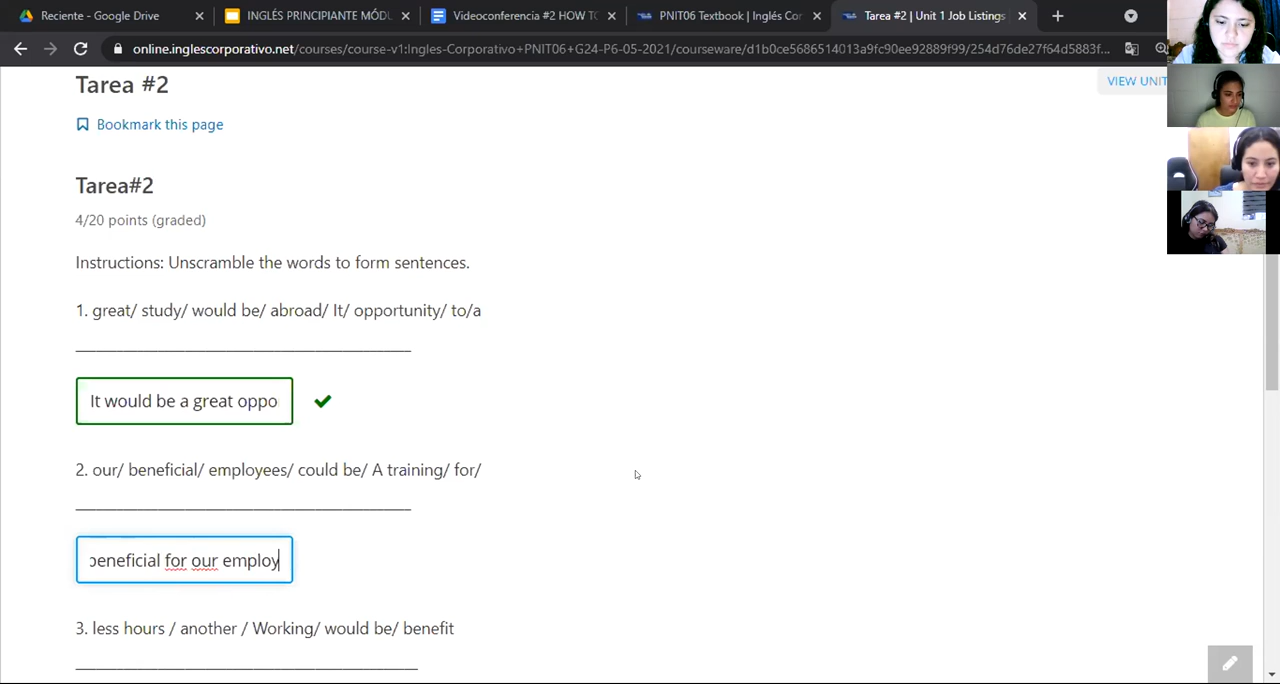 Reciente - Google Drive
INGLÉS PRINCIPIANTE MÓDU
Videoconferencia #2 HOW TO
PNIT06 Textbook | Inglés Cor
Tarea #2 | Unit 1 Job Listings
online.inglescorporativo.net/courses/course-v1:Ingles-Corporativo+PNIT06+G24-P6-05-2021/courseware/d1b0ce5686514013a9fc90ee92889f99/254d76de27f64d5883f...
Tarea #2
VIEW UNIT
Bookmark this page
Tarea#2
4/20 points (graded)
Instructions: Unscramble the words to form sentences.
1. great/ study/ would be/ abroad/ It/ opportunity/ to/a
It would be a great oppo
2. our/ beneficial/ employees/ could be/ A training/ for/
beneficial for our employ
3. less hours / another / Working/ would be/ benefit